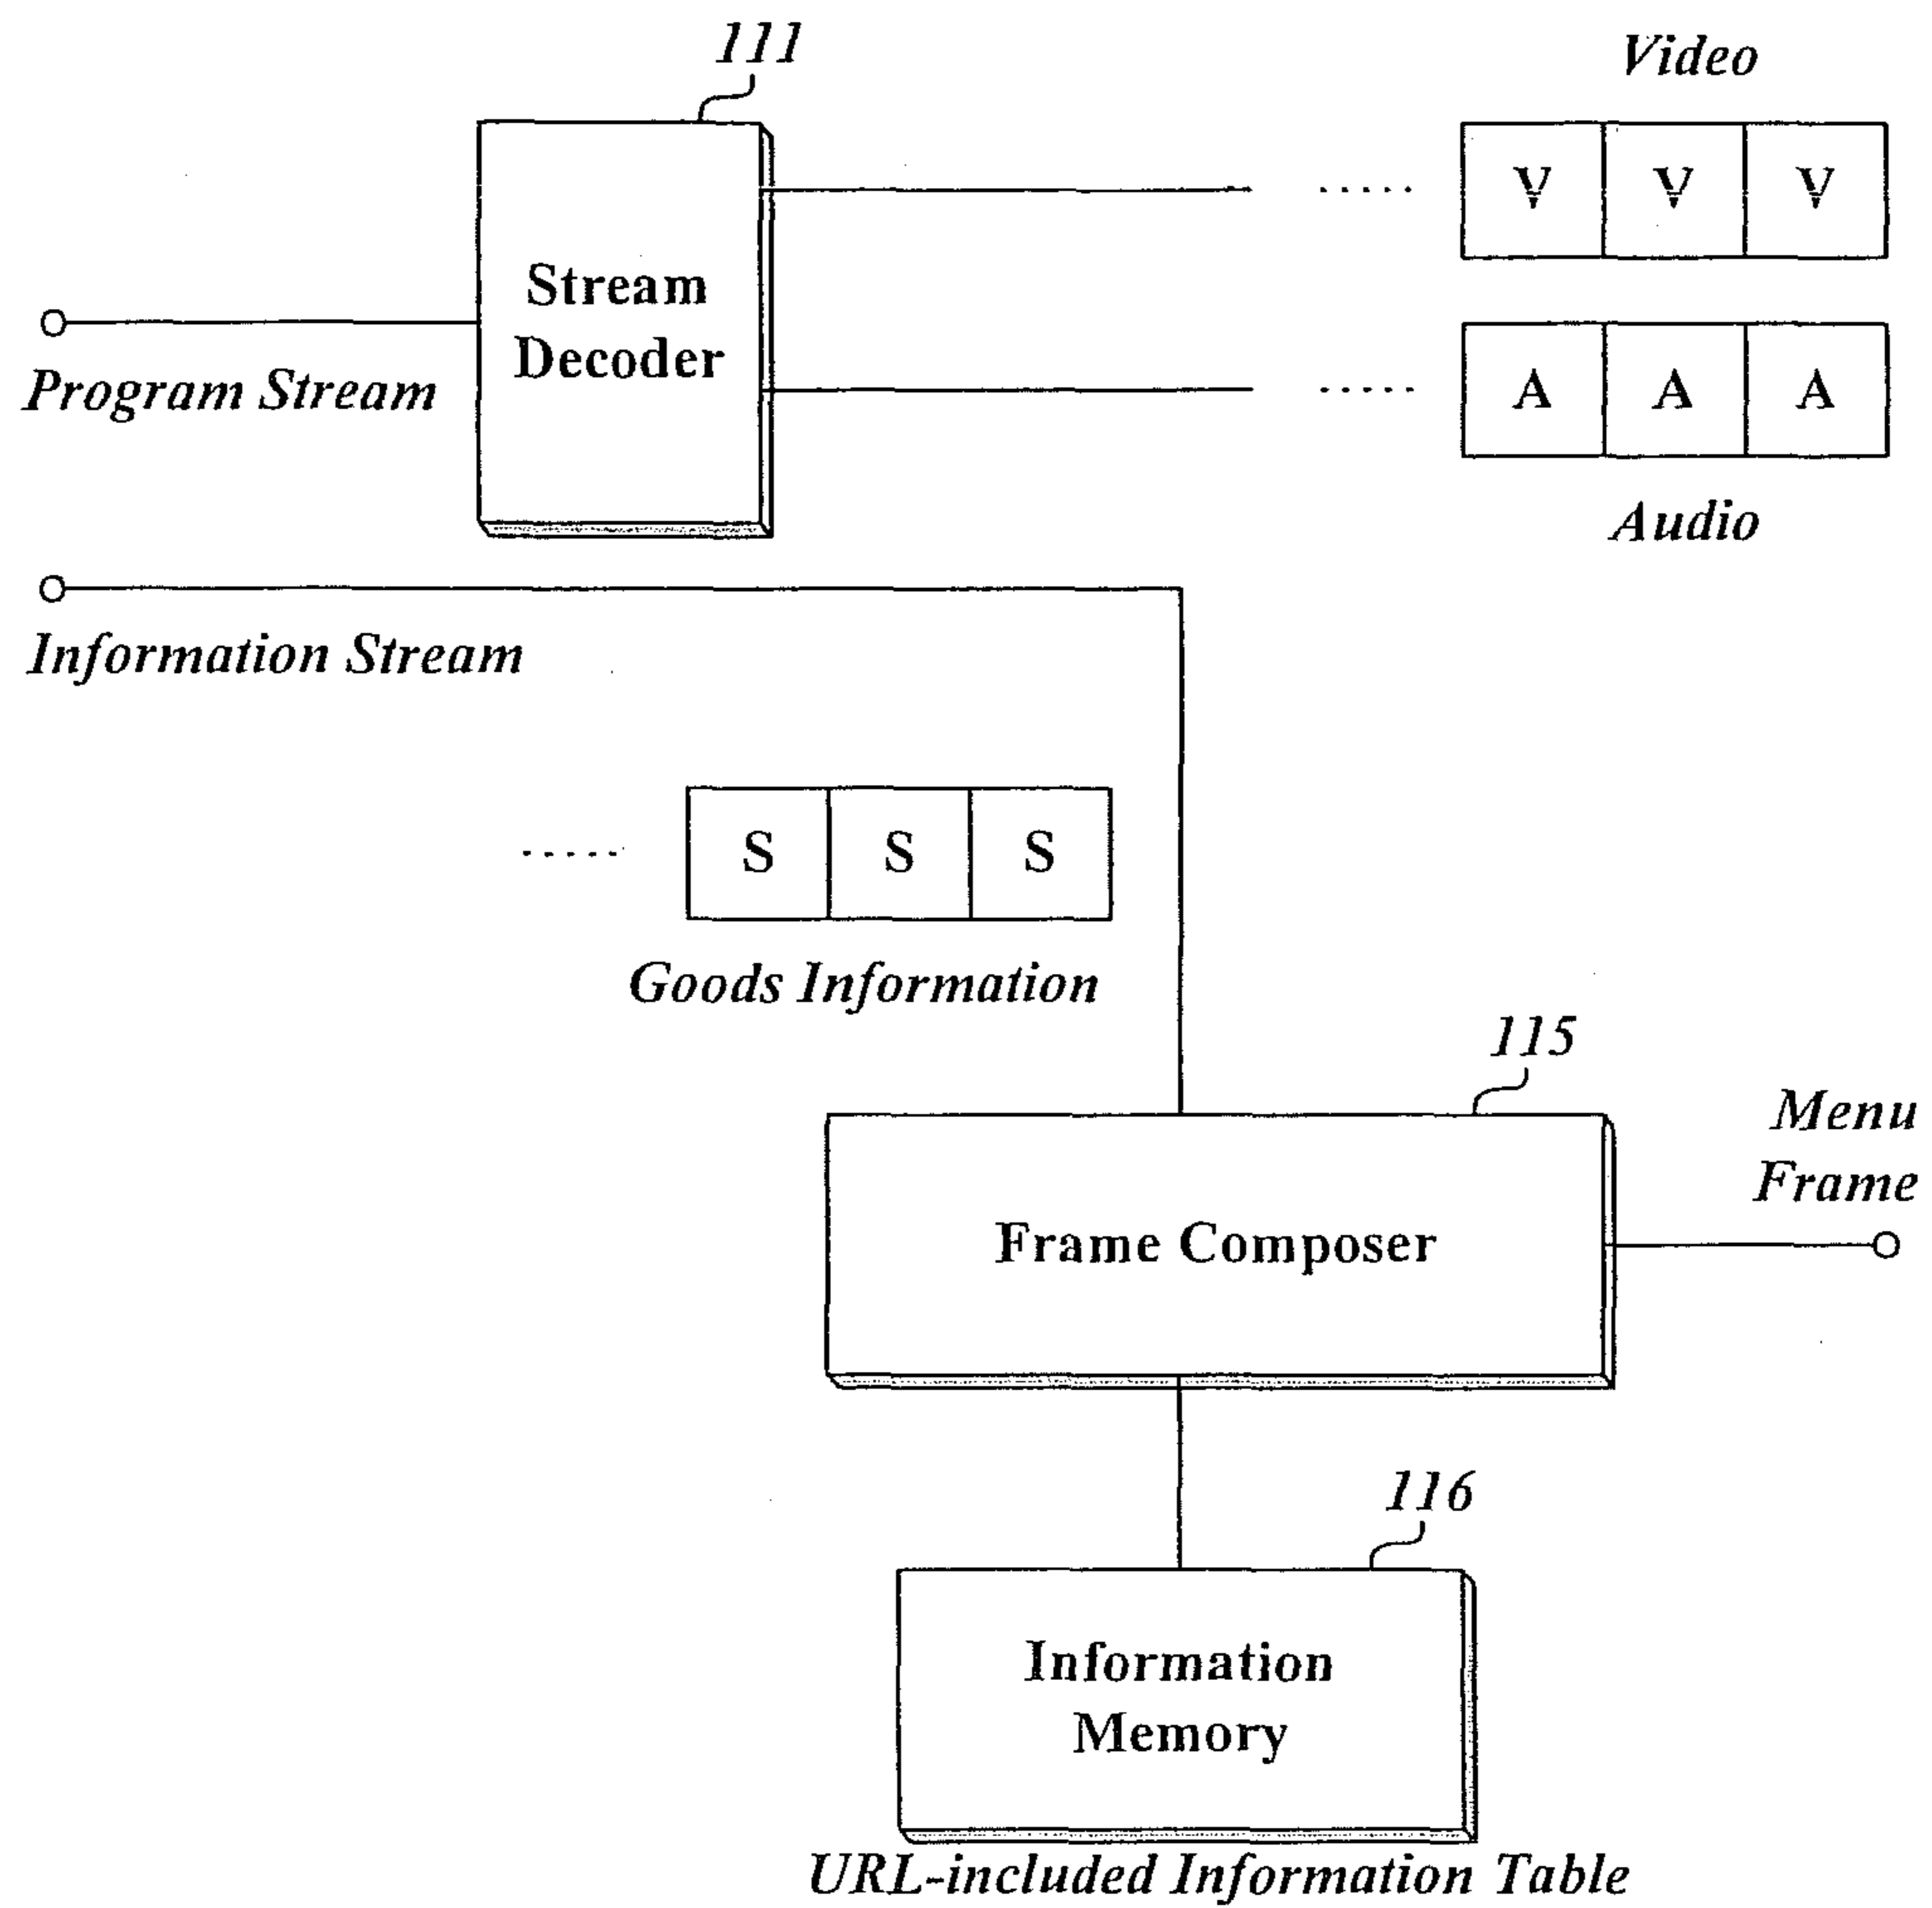 111
Video
V V V
Stream
Decoder
Program Stream
A A A
Audio
Information Stream
S S S
Goods Information
115
Menu
Frame
Frame Composer
116
Information
Memory
URL-included Information Table